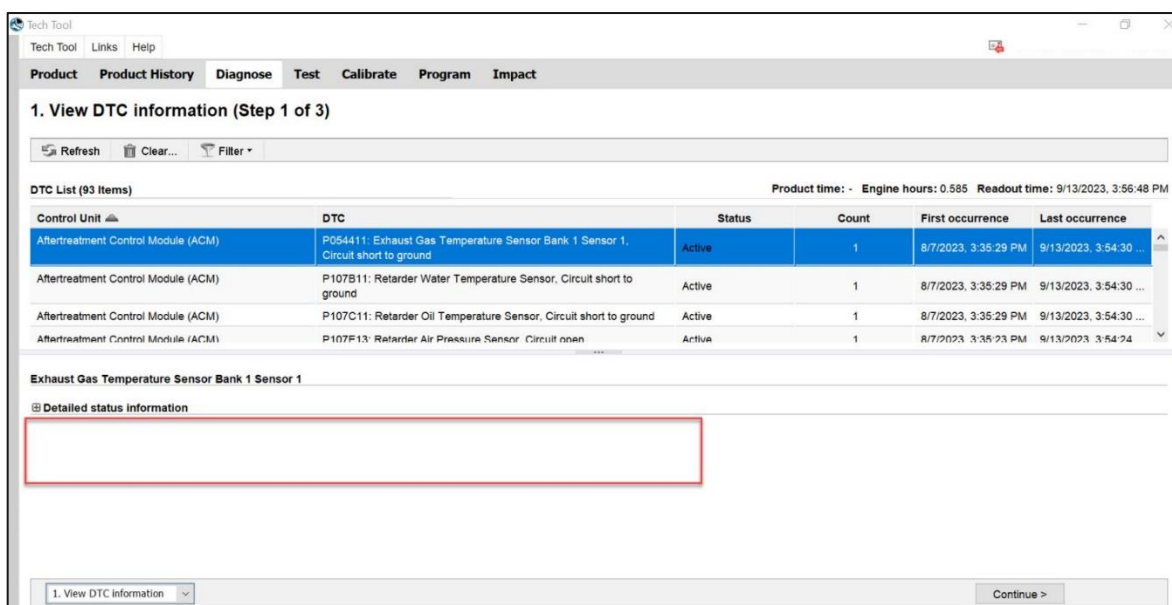 Tech Tool
Tech Tool Links Help
Product Product History Diagnose Test Calibrate Program Impact
1. View DTC information (Step 1 of 3)
Refresh Clear... Filter
DTC List (93 Items) Product time: - Engine hours: 0.585 Readout time: 9/13/2023, 3:56:48 PM
Control Unit DTC Status Count First occurrence Last occurrence
Aftertreatment Control Module (ACM) P054411: Exhaust Gas Temperature Sensor Bank 1 Sensor 1, Active 1 8/7/2023, 3:35:29 PM 9/13/2023, 3:54:30 ...
Circuit short to ground
Aftertreatment Control Module (ACM) P107B11: Retarder Water Temperature Sensor, Circuit short to Active 1 8/7/2023, 3:35:29 PM 9/13/2023, 3:54:30 ...
ground
Aftertreatment Control Module (ACM) P107C11: Retarder Oil Temperature Sensor, Circuit short to ground Active 1 8/7/2023, 3:35:29 PM 9/13/2023, 3:54:30 ...
Aftertreatment Control Module (ACM) P107F13: Retarder Air Pressure Sensor, Circuit open Active 1 8/7/2023, 3:35:23 PM 9/13/2023, 3:54:24
Exhaust Gas Temperature Sensor Bank 1 Sensor 1
Detailed status information
1. View DTC information Continue >